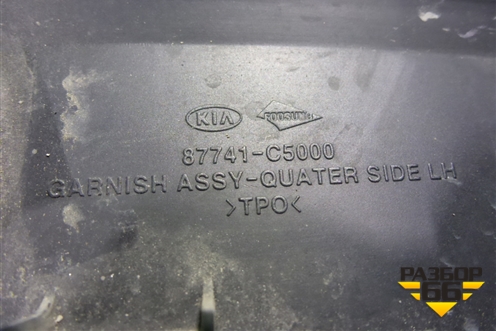 KIA
87741-C5000
GARNISH ASSY-QUATER SIDE LH
>TPO<
РАЗБОР
66